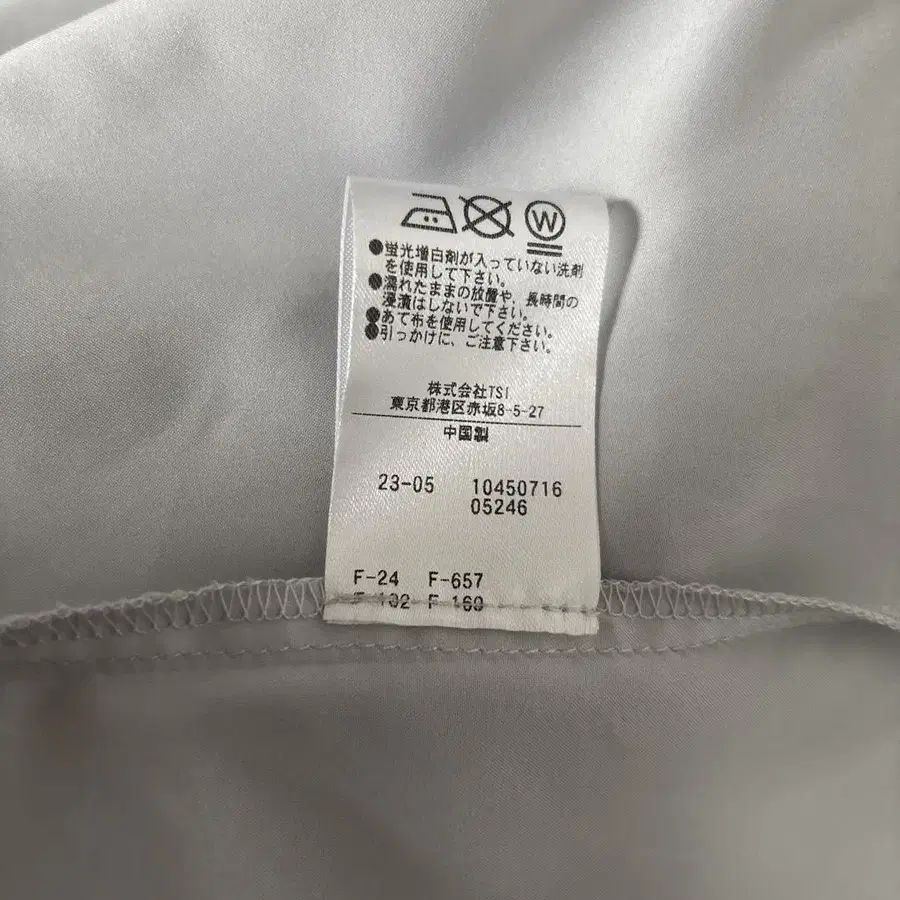 W
●蛍光増白剤が入っていない洗剤
を使用して下さい。
●濡れたままの放置や、長時間の
浸漬はしないで下さい。
●あて布を使用してください。
●引っかけに、ご注意下さい。
株式会社TSI
東京都港区赤坂8-5-27
中国製
23-05 10450716
05246
F-24 F-657
F-102 F-160